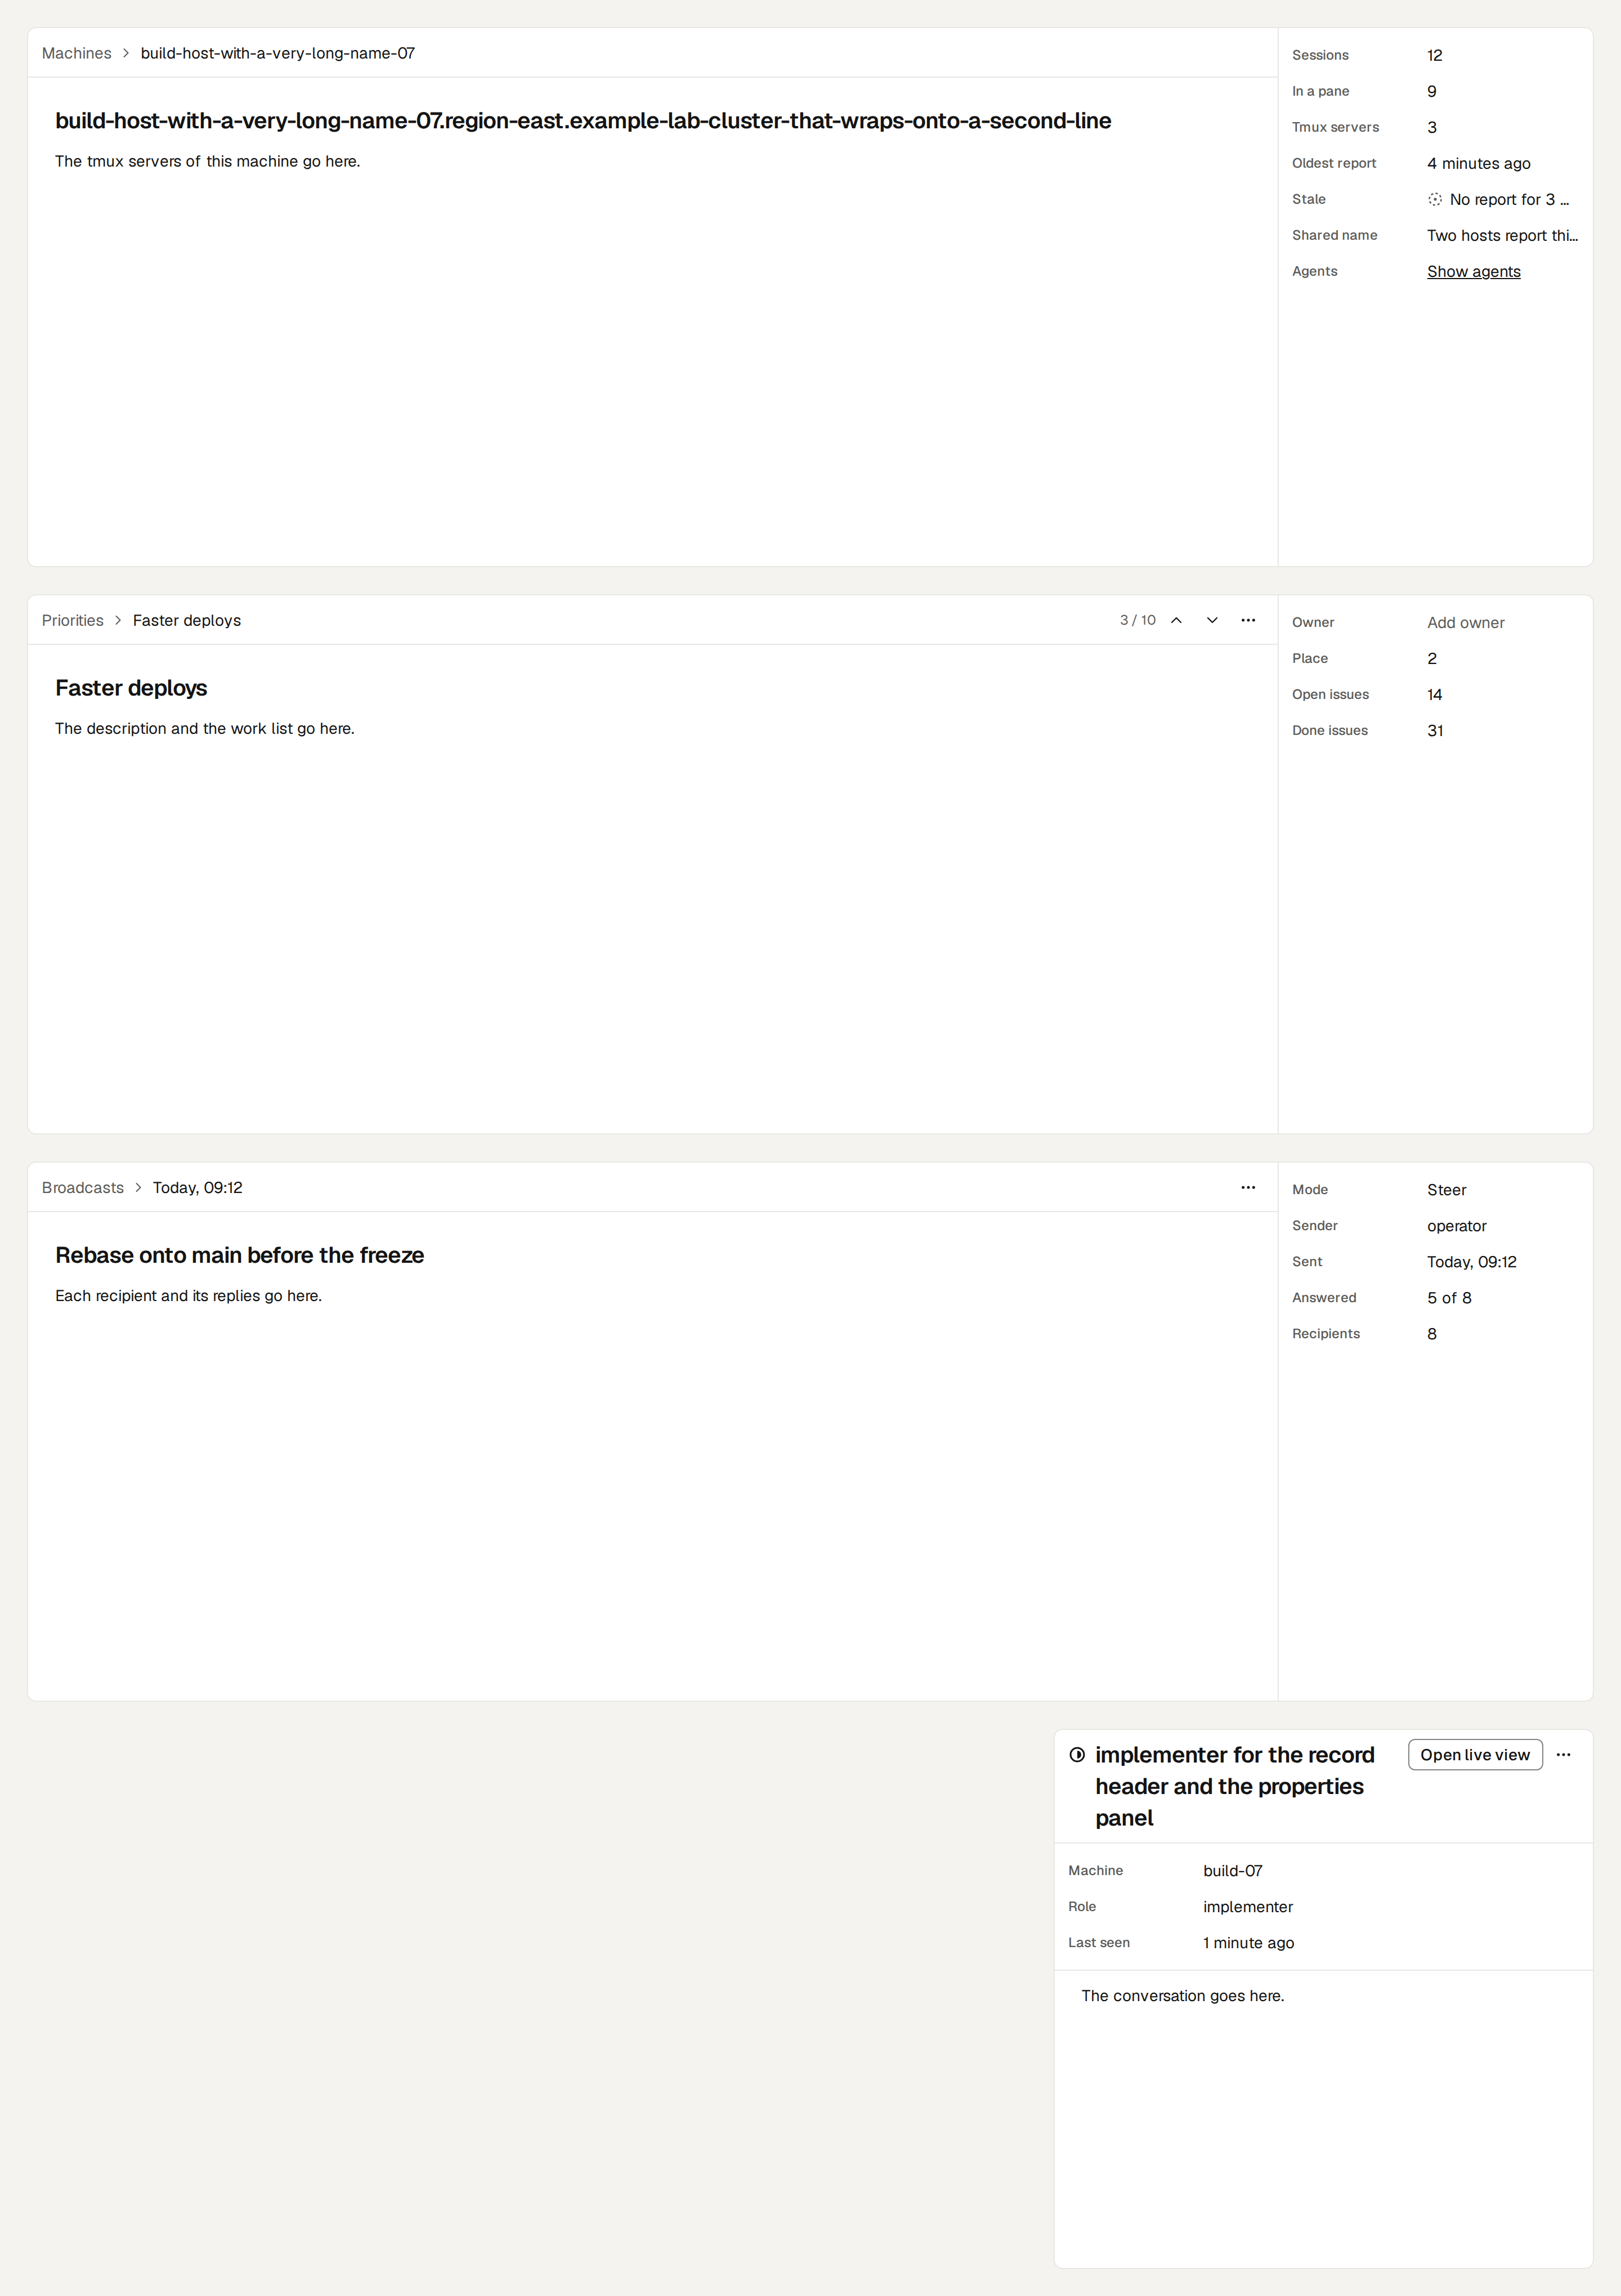 Machines > build-host-with-a-very-long-name-07
build-host-with-a-very-long-name-07.region-east.example-lab-cluster-that-wraps-onto-a-second-line
The tmux servers of this machine go here.
Sessions 12
In a pane 9
Tmux servers 3
Oldest report 4 minutes ago
Stale No report for 3 ...
Shared name Two hosts report thi...
Agents Show agents
Priorities > Faster deploys 3 / 10
Faster deploys
The description and the work list go here.
Owner Add owner
Place 2
Open issues 14
Done issues 31
Broadcasts > Today, 09:12
Rebase onto main before the freeze
Each recipient and its replies go here.
Mode Steer
Sender operator
Sent Today, 09:12
Answered 5 of 8
Recipients 8
implementer for the record
header and the properties
panel
Open live view
Machine build-07
Role implementer
Last seen 1 minute ago
The conversation goes here.